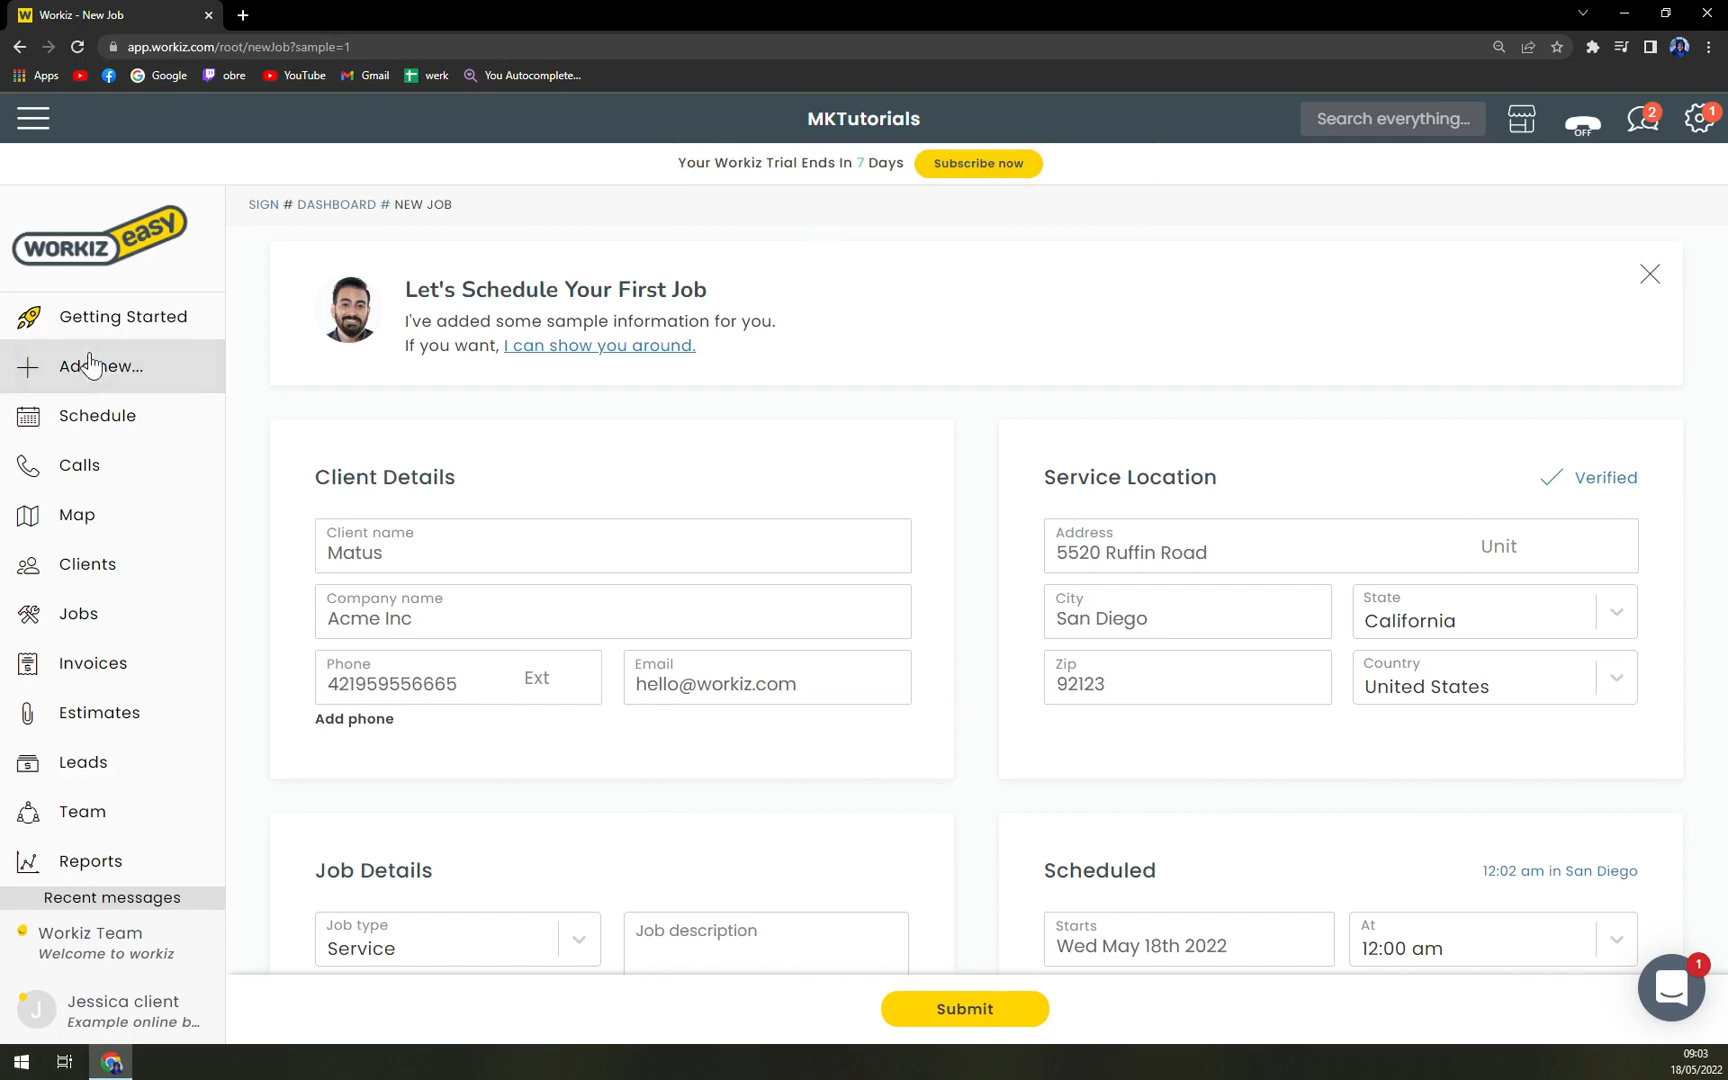 Workiz - New Job
app.workiz.com/root/newJob?sample=1
Apps
Google
obre
YouTube
Gmail
werk
You Autocomplete...
MKTutorials
Search everything...
OFF
2
1
Your Workiz Trial Ends In 7 Days
Subscribe now
WORKIZ easy
SIGN # DASHBOARD # NEW JOB
Getting Started
new...
Schedule
Calls
Map
Clients
Jobs
Invoices
Estimates
Leads
Team
Reports
Recent messages
Workiz Team
Welcome to workiz
J
Jessica client
Example online b...
Let's Schedule Your First Job
I've added some sample information for you.
If you want, I can show you around.
Client Details
Client name
Matus
Company name
Acme Inc
Phone
421959556665
Ext
Email
hello@workiz.com
Add phone
Service Location
Verified
Address
5520 Ruffin Road
Unit
City
San Diego
State
California
Zip
92123
Country
United States
Job Details
Job type
Service
Job description
Scheduled
12:02 am in San Diego
Starts
Wed May 18th 2022
At
12:00 am
Submit
1
09:03
18/05/2022